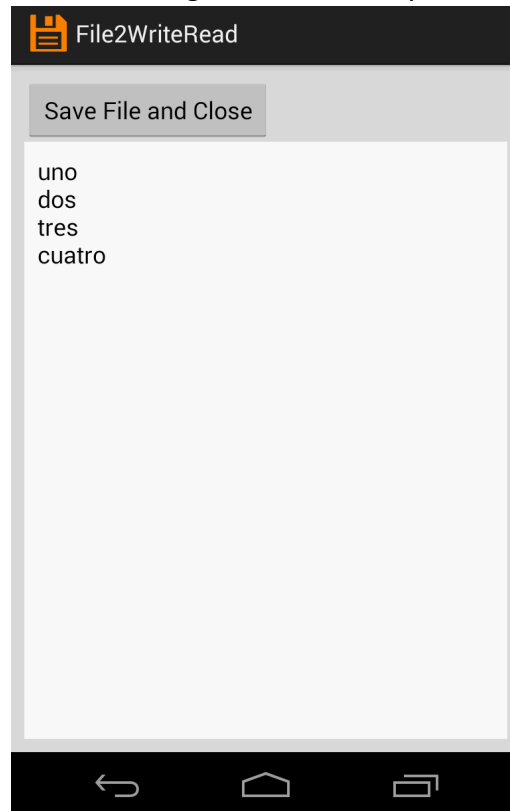 File2WriteRead
Save File and Close
uno
dos
tres
cuatro